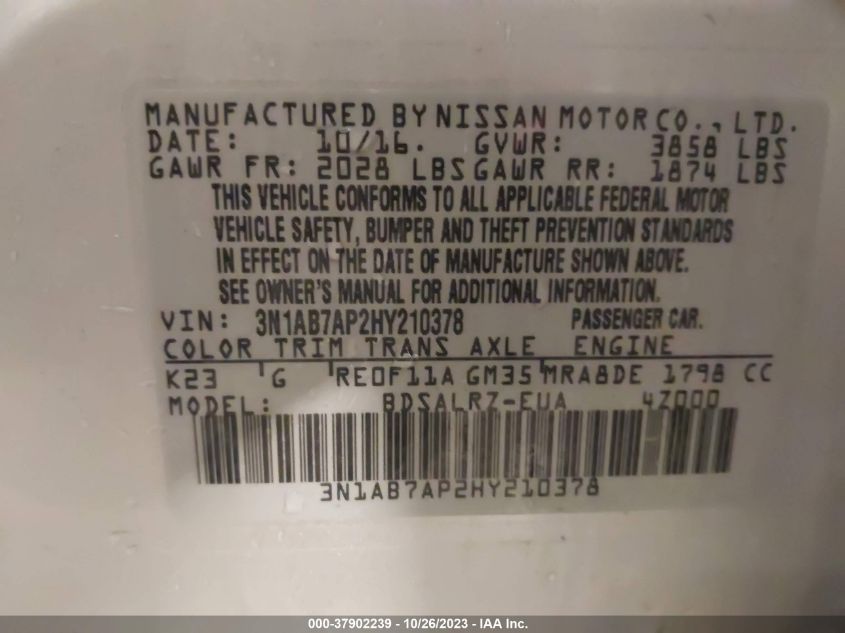 MANUFACTURED BY NISSAN MOTOR CO., LTD.
DATE: 10/16. GVWR: 3858 LBS
GAWR FR: 2028 LBS GAWR RR: 1874 LBS
THIS VEHICLE CONFORMS TO ALL APPLICABLE FEDERAL MOTOR
VEHICLE SAFETY, BUMPER AND THEFT PREVENTION STANDARDS
IN EFFECT ON THE DATE OF MANUFACTURE SHOWN ABOVE.
SEE OWNER'S MANUAL FOR ADDITIONAL INFORMATION.
VIN: 3N1AB7AP2HY210378 PASSENGER CAR.
COLOR TRIM TRANS AXLE ENGINE
K23 G RE0F11A GM35 MRA8DE 1798 CC
MODEL: BDSALRZ-EUA 4Z000
3N1AB7AP2HY210378
000-37902239 - 10/26/2023 - IAA Inc.